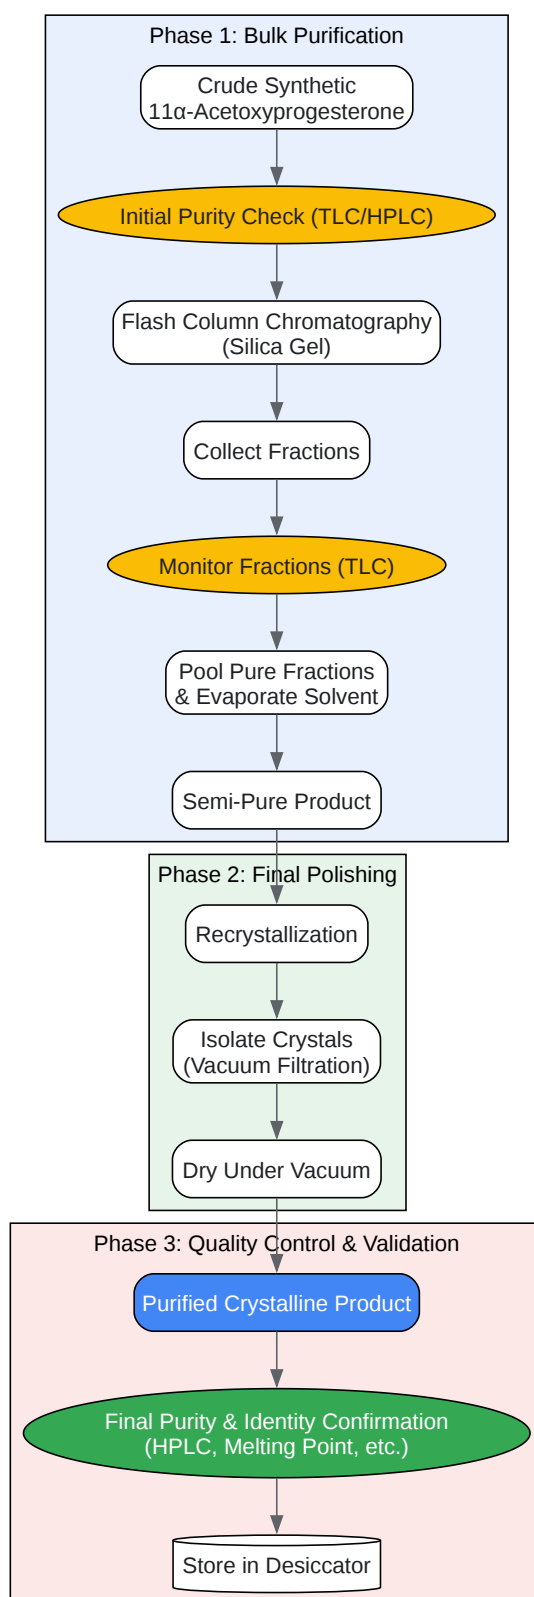 Phase 1: Bulk Purification
Crude Synthetic
11α-Acetoxyprogesterone
Initial Purity Check (TLC/HPLC)
Flash Column Chromatography
(Silica Gel)
Collect Fractions
Monitor Fractions (TLC)
Pool Pure Fractions
& Evaporate Solvent
Semi-Pure Product
Phase 2: Final Polishing
Recrystallization
Isolate Crystals
(Vacuum Filtration)
Dry Under Vacuum
Phase 3: Quality Control & Validation
Purified Crystalline Product
Final Purity & Identity Confirmation
(HPLC, Melting Point, etc.)
Store in Desiccator